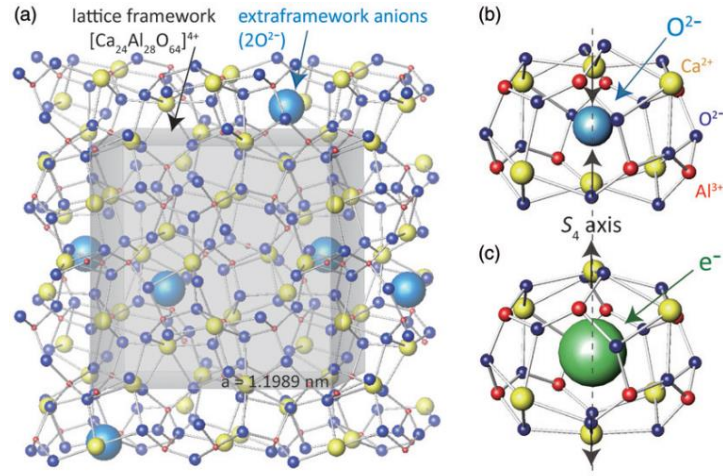 (a)
lattice framework
[Ca₂₄Al₂₈O₆₄]⁴⁺
extraframework anions
(2O²⁻)
a = 1.1989 nm
(b)
O²⁻
Ca²⁺
O²⁻
Al³⁺
S₄ axis
(c)
e⁻